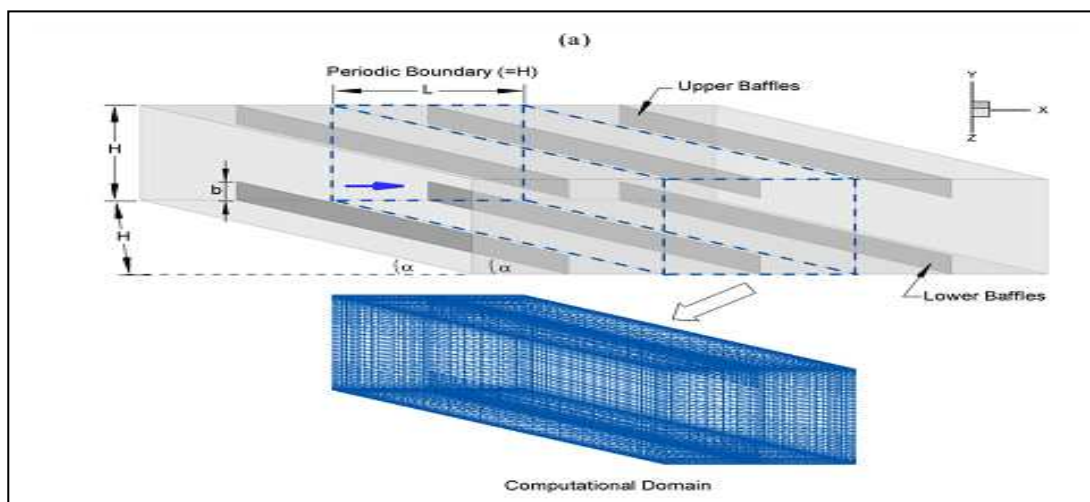 (a)
Periodic Boundary (=H)
L
Upper Baffles
Y
X
Z
H
b
H
α
α
Lower Baffles
Computational Domain